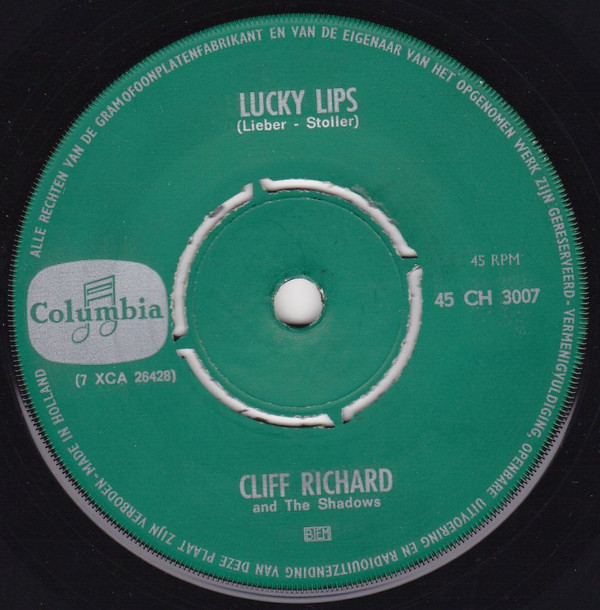 ALLE RECHTEN VAN DE GRAMOFOONPLATENFABRIKANT EN VAN DE EIGENAAR VAN HET OPGENOMEN WERK ZIJN GERESERVEERD - VERMENIGVULDIGING, OPENBARE UITVOERING EN RADIOUITZENDING VAN DEZE PLAAT ZIJN VERBODEN - MADE IN HOLLAND
LUCKY LIPS
(Lieber - Stoller)
45 RPM
45 CH 3007
Columbia
(7 XCA 26428)
CLIFF RICHARD
and The Shadows
BIEM